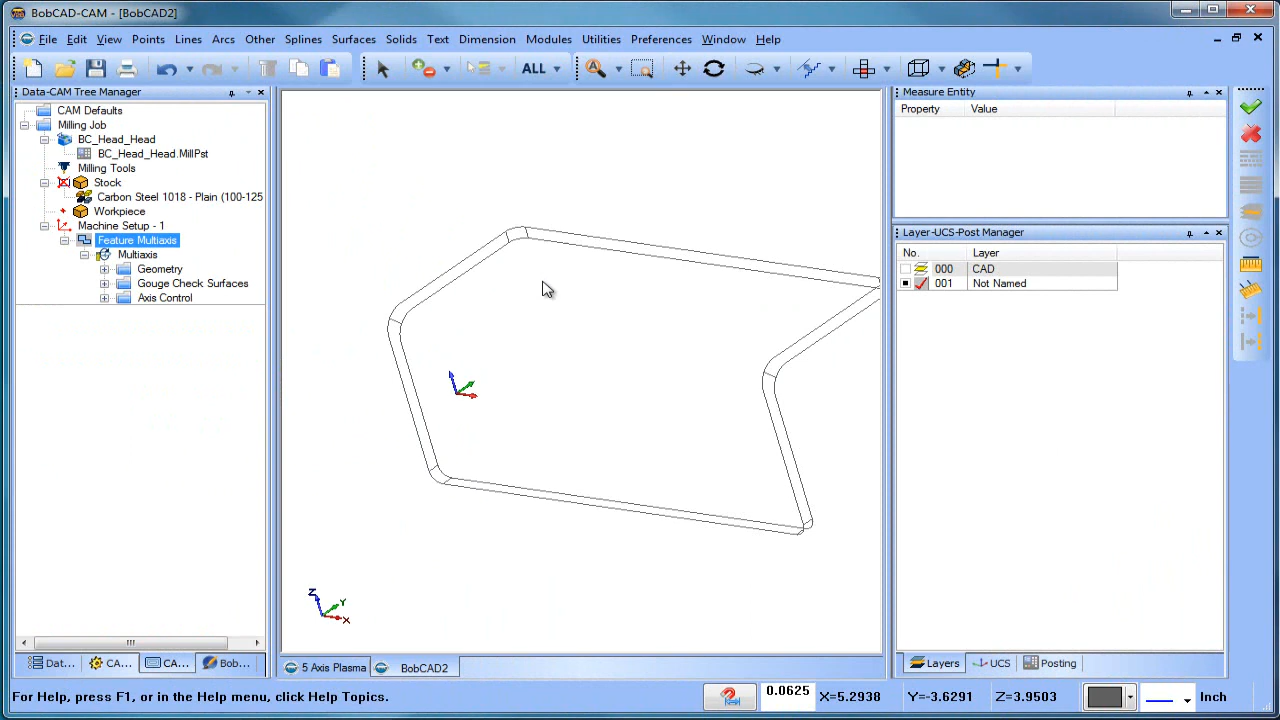 BobCAD-CAM - [BobCAD2]
File Edit View Points Lines Arcs Other Splines Surfaces Solids Text Dimension Modules Utilities Preferences Window Help
ALL
Data-CAM Tree Manager
CAM Defaults
Milling Job
BC_Head_Head
BC_Head_Head.MillPst
Milling Tools
Stock
Carbon Steel 1018 - Plain (100-125
Workpiece
Machine Setup - 1
Feature Multiaxis
Multiaxis
Geometry
Gouge Check Surfaces
Axis Control
Dat... CA... CA... Bob...
Z
Y
X
5 Axis Plasma BobCAD2
Measure Entity
Property Value
Layer-UCS-Post Manager
No. Layer
000 CAD
001 Not Named
Layers UCS Posting
For Help, press F1, or in the Help menu, click Help Topics. 0.0625 X=5.2938 Y=-3.6291 Z=3.9503 Inch